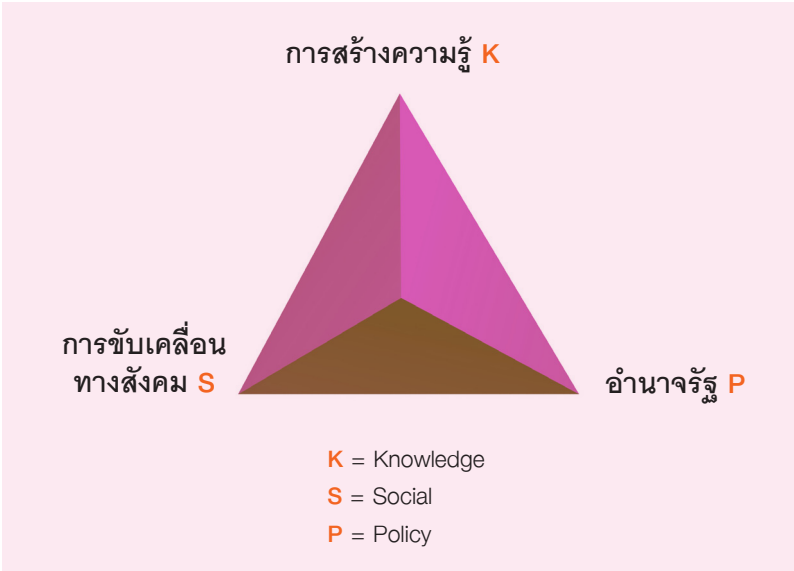 การสร้างความรู้ K
การขับเคลื่อน
ทางสังคม S
อำนาจรัฐ P
K = Knowledge
S = Social
P = Policy